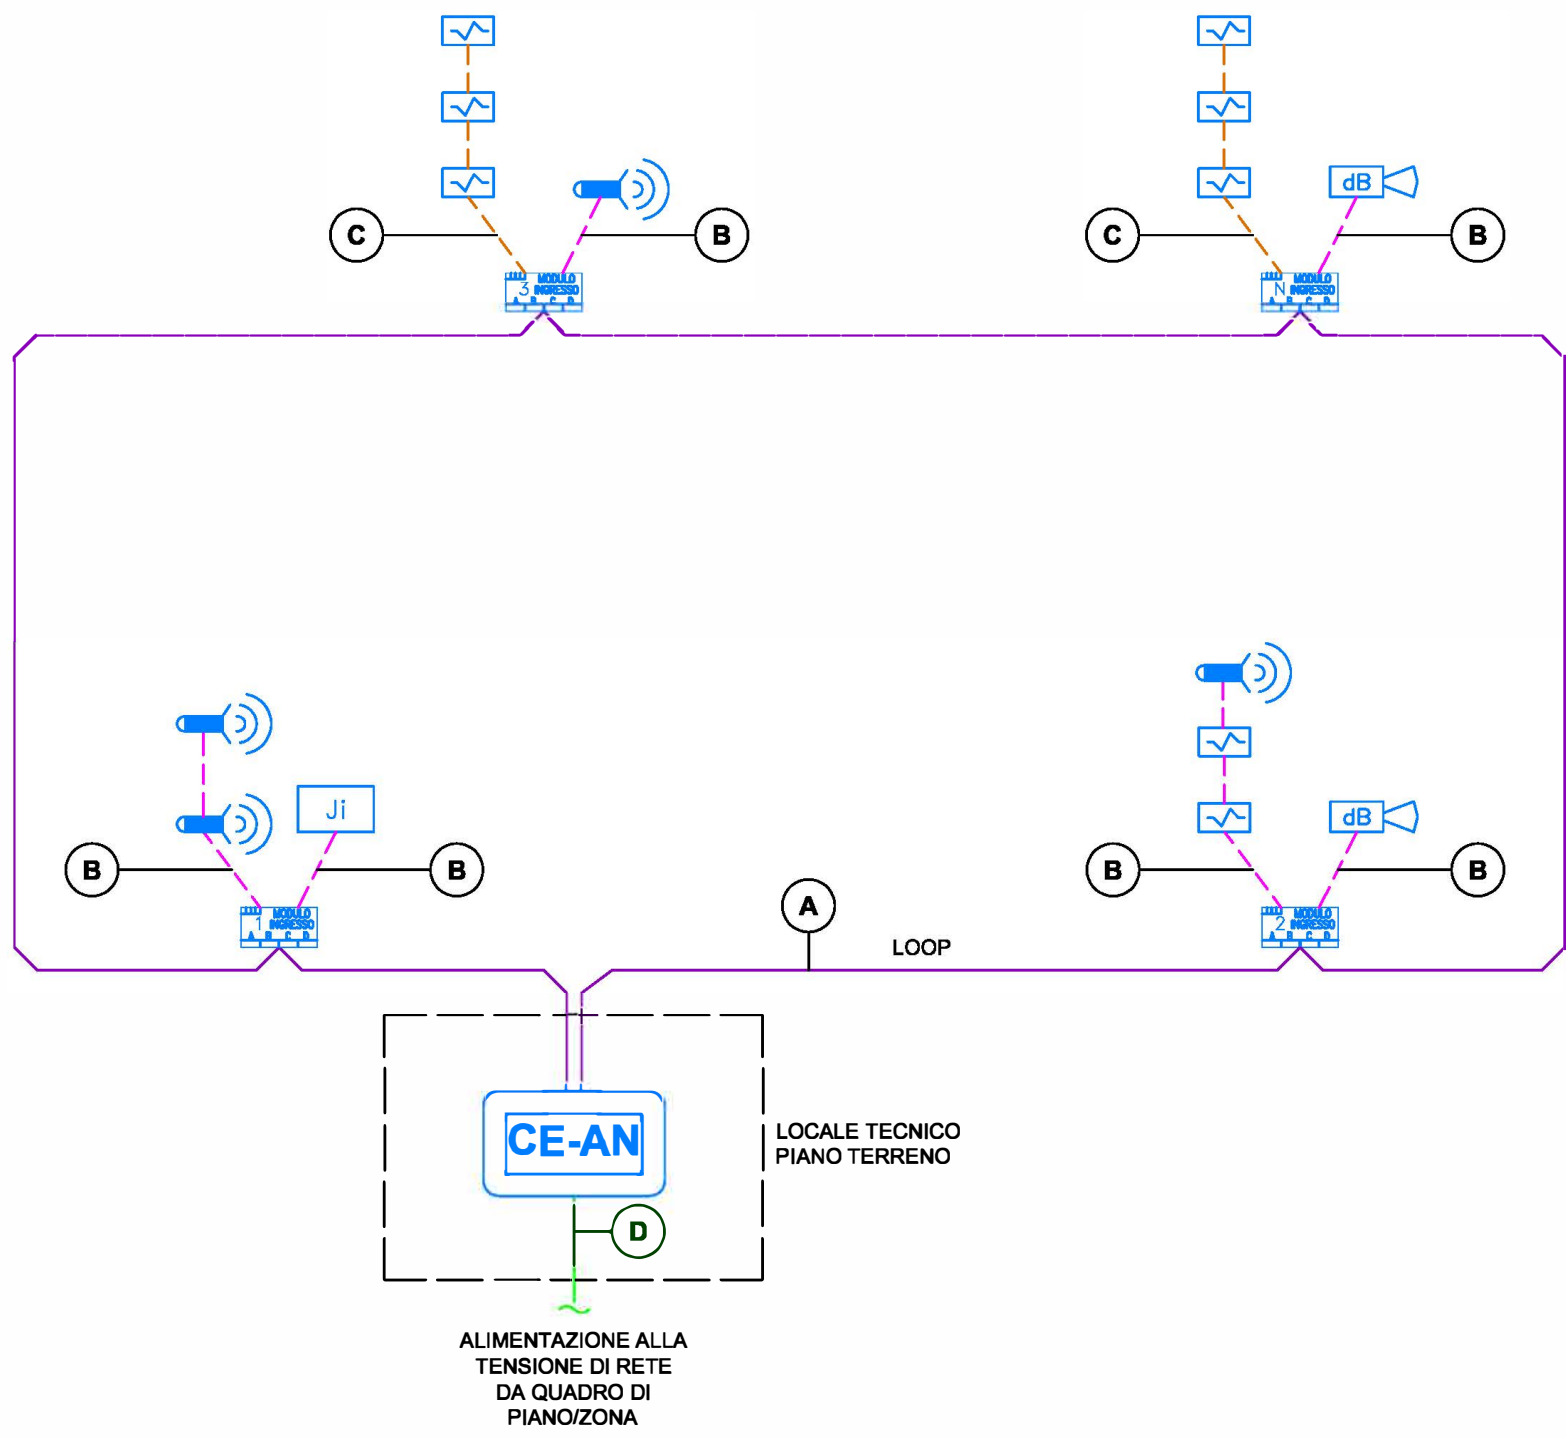 dB
C
B
C
B
MODULO
3 INGRESSO
A B C D
MODULO
N INGRESSO
A B C D
Ji
dB
B
B
B
B
A
MODULO
1 INGRESSO
A B C D
MODULO
2 INGRESSO
A B C D
LOOP
CE-AN
LOCALE TECNICO
PIANO TERRENO
D
ALIMENTAZIONE ALLA
TENSIONE DI RETE
DA QUADRO DI
PIANO/ZONA